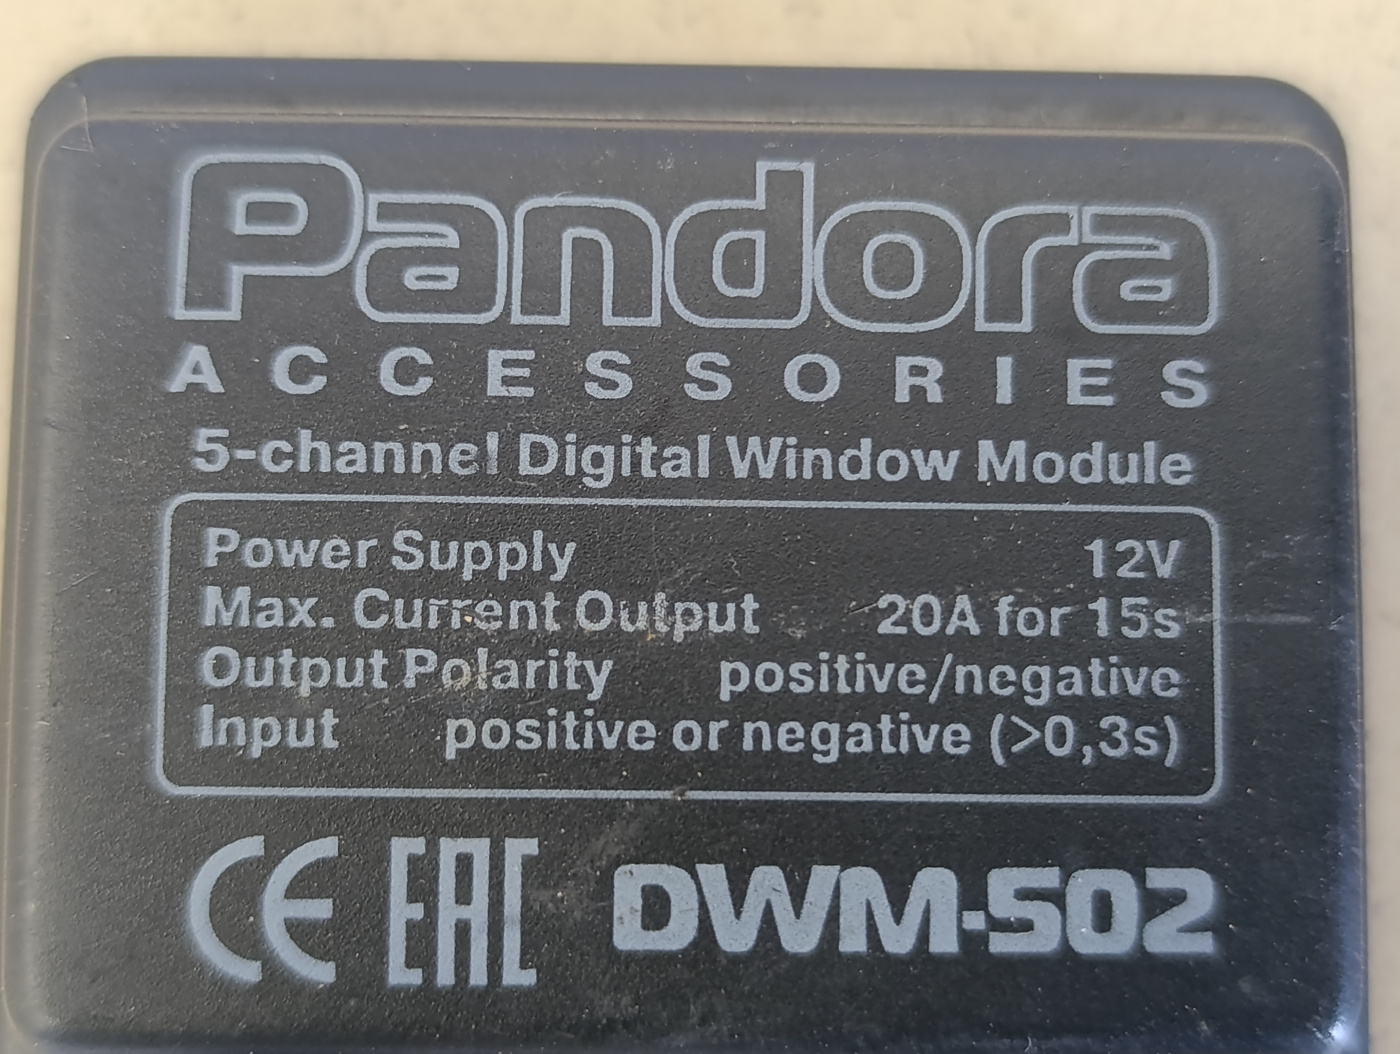 Pandora
ACCESSORIES
5-channel Digital Window Module
Power Supply 12V
Max. Current Output 20A for 15s
Output Polarity positive/negative
Input positive or negative (>0,3s)
CE EAC DWM-502